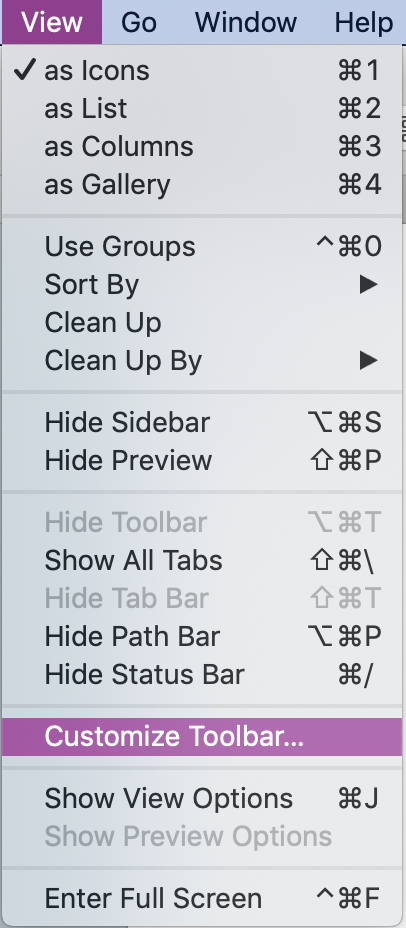 View Go Window Help
✓ as Icons ⌘1
as List ⌘2
as Columns ⌘3
as Gallery ⌘4
Use Groups ^⌘0
Sort By ▶
Clean Up
Clean Up By ▶
Hide Sidebar ⌥⌘S
Hide Preview ⇧⌘P
Hide Toolbar ⌥⌘T
Show All Tabs ⇧⌘\
Hide Tab Bar ⇧⌘T
Hide Path Bar ⌥⌘P
Hide Status Bar ⌘/
Customize Toolbar...
Show View Options ⌘J
Show Preview Options
Enter Full Screen ^⌘F